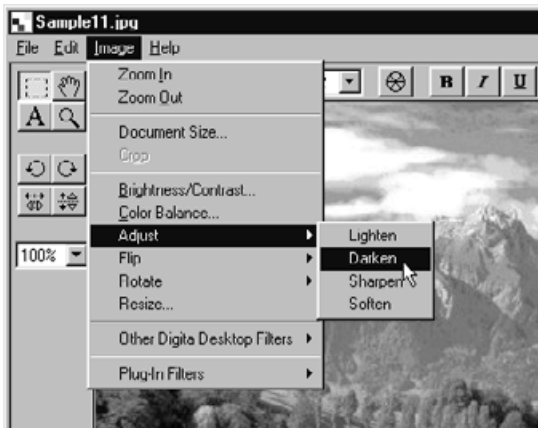 Sample11.jpg
File Edit Image Help
Zoom In
Zoom Out
B I U
A
Document Size...
Crop
Brightness/Contrast...
Color Balance...
Adjust
Lighten
100%
Flip
Darken
Rotate
Sharpen
Resize...
Soften
Other Digita Desktop Filters
Plug-In Filters